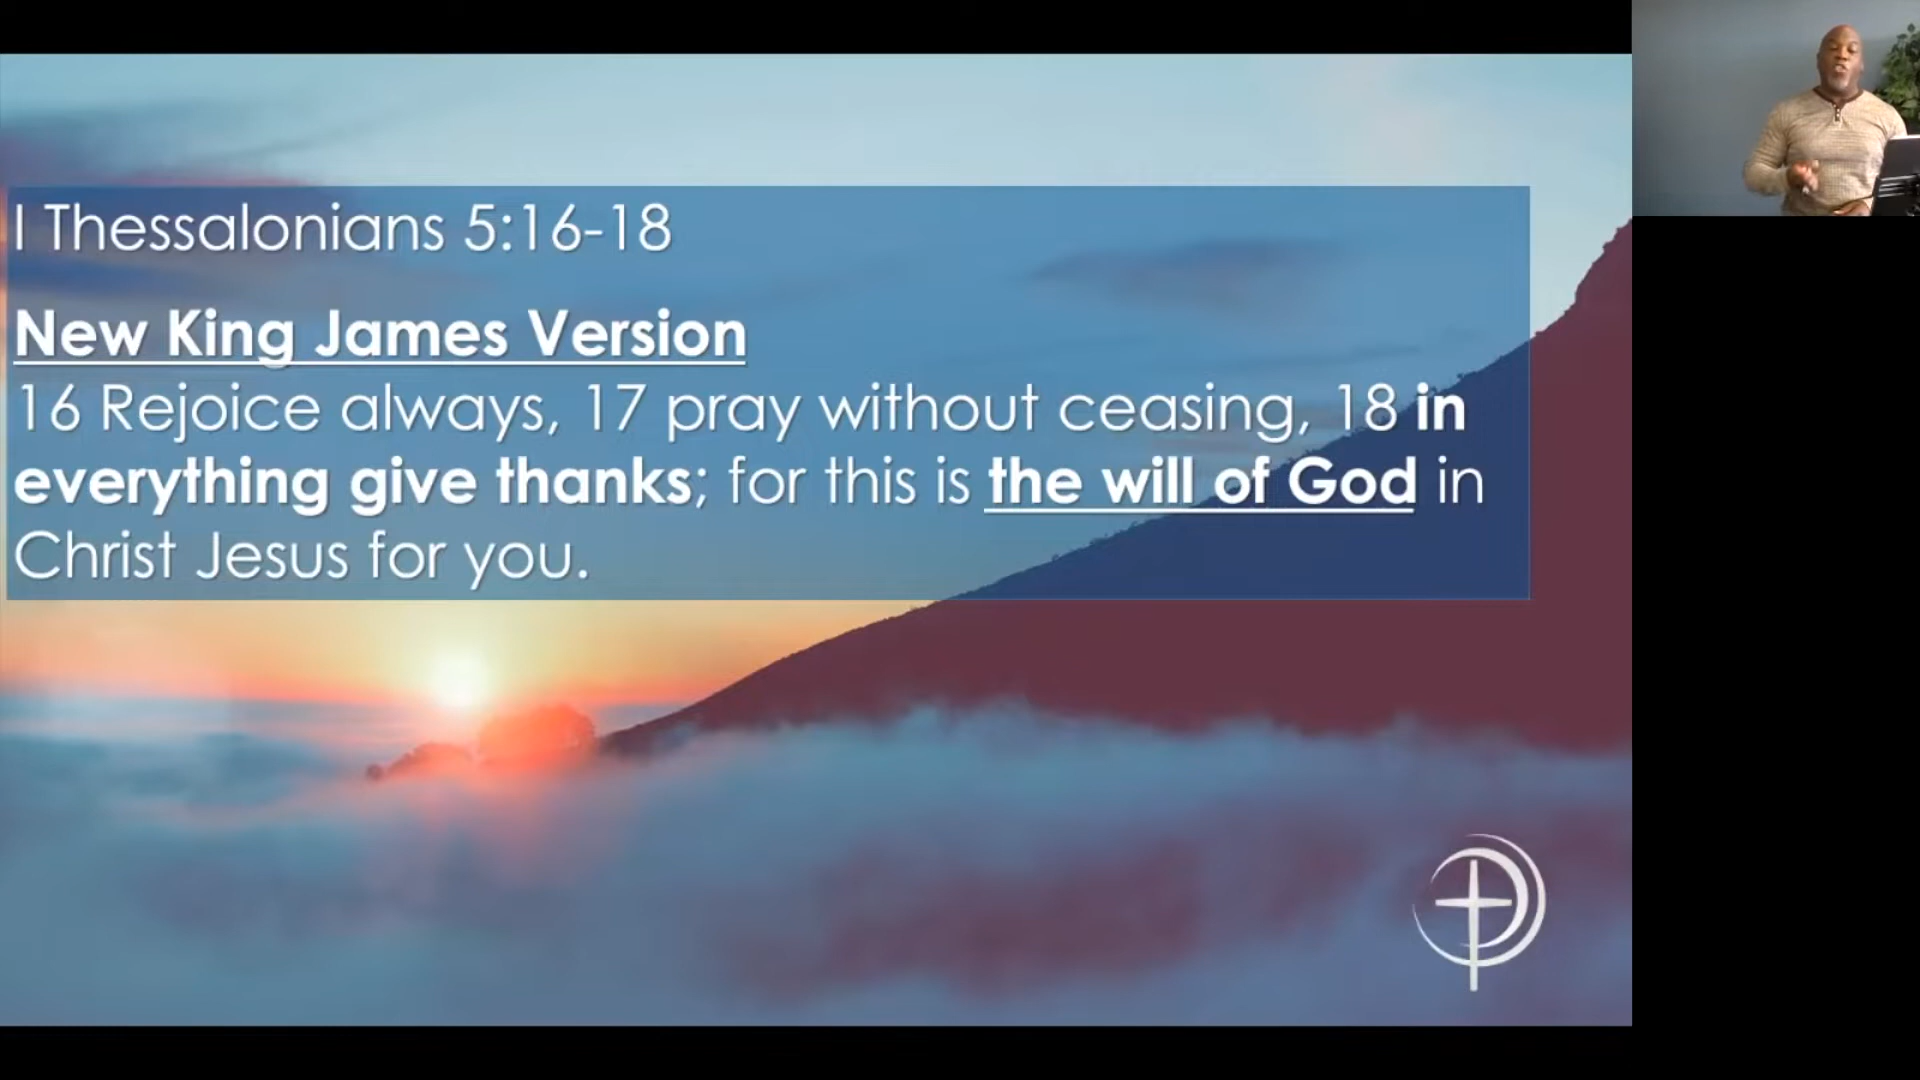 I Thessalonians 5:16-18
New King James Version
16 Rejoice always, 17 pray without ceasing, 18 in
everything give thanks; for this is the will of God in
Christ Jesus for you.